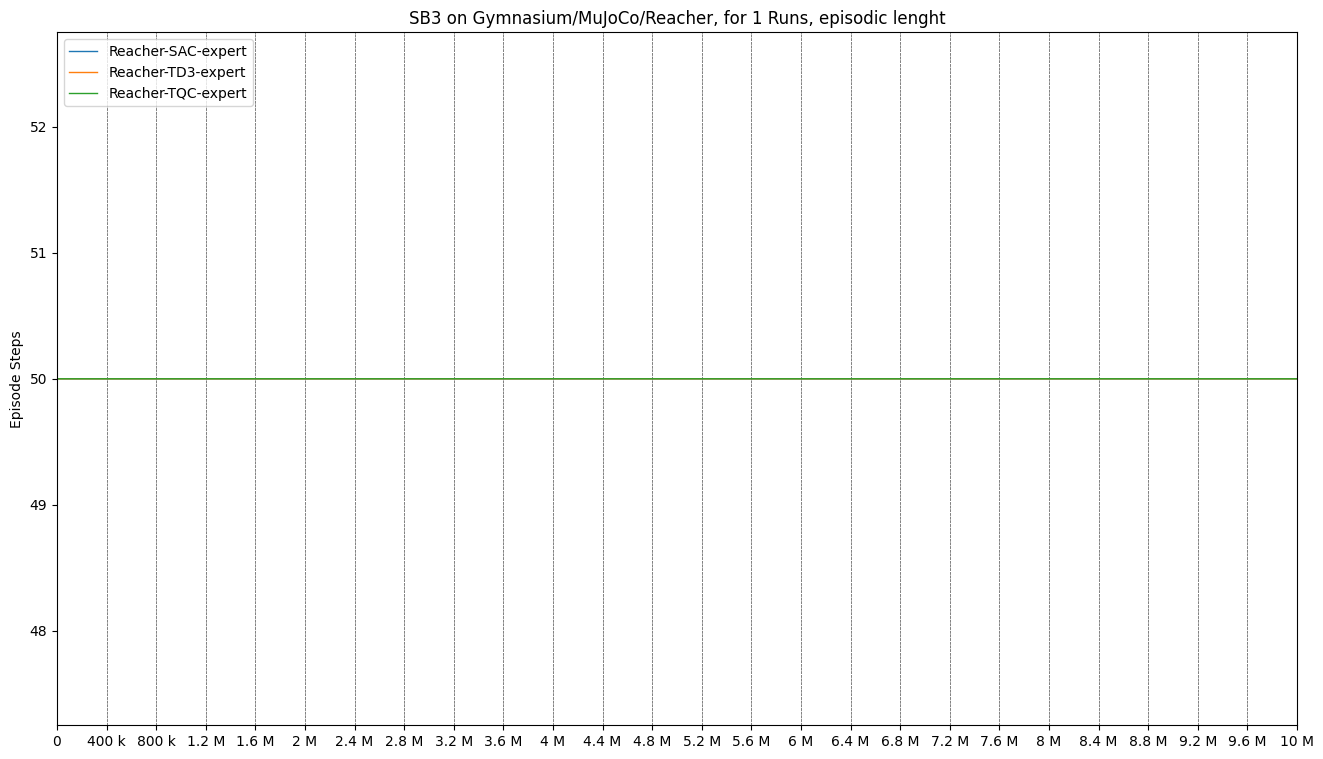 SB3 on Gymnasium/MuJoCo/Reacher, for 1 Runs, episodic lenght
Reacher-SAC-expert
Reacher-TD3-expert
Reacher-TQC-expert
52
51
50
49
48
Episode Steps
0 400 k 800 k 1.2 M 1.6 M 2 M 2.4 M 2.8 M 3.2 M 3.6 M 4 M 4.4 M 4.8 M 5.2 M 5.6 M 6 M 6.4 M 6.8 M 7.2 M 7.6 M 8 M 8.4 M 8.8 M 9.2 M 9.6 M 10 M